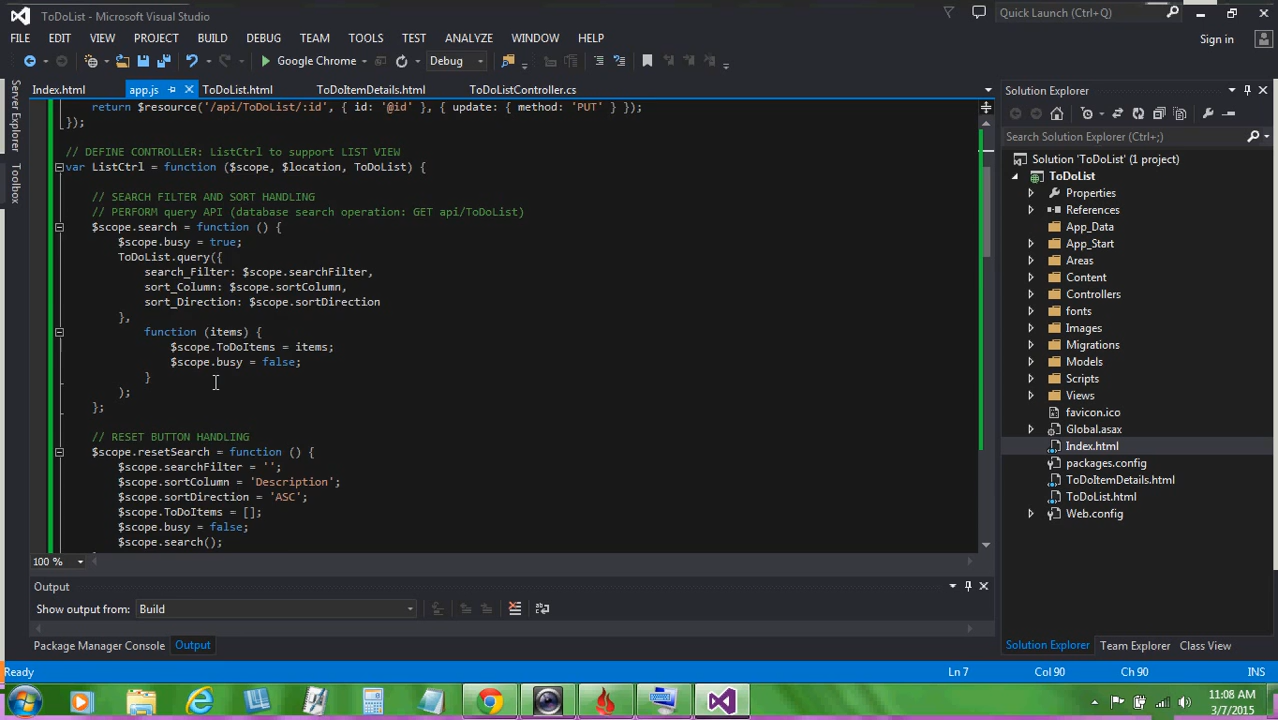 ToDoList - Microsoft Visual Studio
Quick Launch (Ctrl+Q)
FILE EDIT VIEW PROJECT BUILD DEBUG TEAM TOOLS TEST ANALYZE WINDOW HELP
Sign in
Google Chrome
Debug
Server Explorer
Toolbox
Index.html app.js ToDoList.html ToDoItemDetails.html ToDoListController.cs
return $resource('/api/ToDoList/:id', { id: '@id' }, { update: { method: 'PUT' } });
});
// DEFINE CONTROLLER: ListCtrl to support LIST VIEW
var ListCtrl = function ($scope, $location, ToDoList) {
// SEARCH FILTER AND SORT HANDLING
// PERFORM query API (database search operation: GET api/ToDoList)
$scope.search = function () {
$scope.busy = true;
ToDoList.query({
search_Filter: $scope.searchFilter,
sort_Column: $scope.sortColumn,
sort_Direction: $scope.sortDirection
},
function (items) {
$scope.ToDoItems = items;
$scope.busy = false;
}
);
};
// RESET BUTTON HANDLING
$scope.resetSearch = function () {
$scope.searchFilter = '';
$scope.sortColumn = 'Description';
$scope.sortDirection = 'ASC';
$scope.ToDoItems = [];
$scope.busy = false;
$scope.search();
100 %
Output
Show output from: Build
Package Manager Console Output
Solution Explorer
Search Solution Explorer (Ctrl+;)
Solution 'ToDoList' (1 project)
ToDoList
Properties
References
App_Data
App_Start
Areas
Content
Controllers
fonts
Images
Migrations
Models
Scripts
Views
favicon.ico
Global.asax
Index.html
packages.config
ToDoItemDetails.html
ToDoList.html
Web.config
Solution Explorer Team Explorer Class View
Ready
Ln 7 Col 90 Ch 90 INS
11:08 AM
3/7/2015